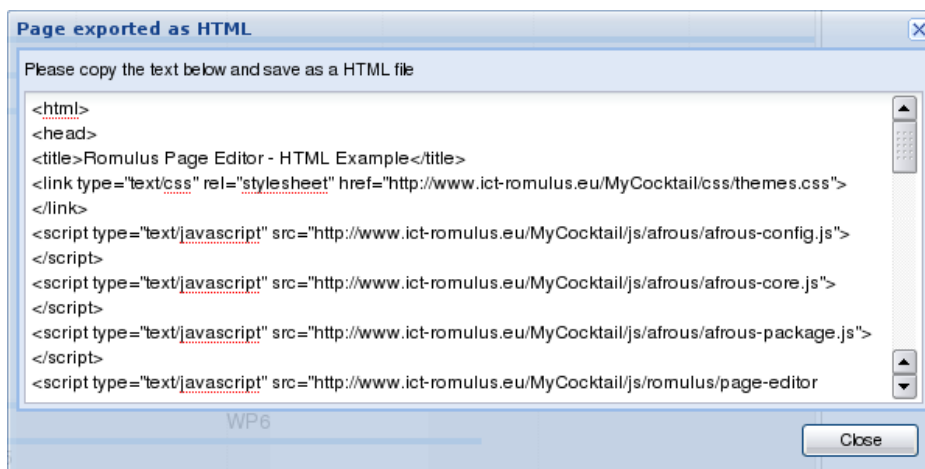 Page exported as HTML
Please copy the text below and save as a HTML file
<html>
<head>
<title>Romulus Page Editor - HTML Example</title>
<link type="text/css" rel="stylesheet" href="http://www.ict-romulus.eu/MyCocktail/css/themes.css">
</link>
<script type="text/javascript" src="http://www.ict-romulus.eu/MyCocktail/js/afrous/afrous-config.js">
</script>
<script type="text/javascript" src="http://www.ict-romulus.eu/MyCocktail/js/afrous/afrous-core.js">
</script>
<script type="text/javascript" src="http://www.ict-romulus.eu/MyCocktail/js/afrous/afrous-package.js">
</script>
<script type="text/javascript" src="http://www.ict-romulus.eu/MyCocktail/js/romulus/page-editor
WP6
Close